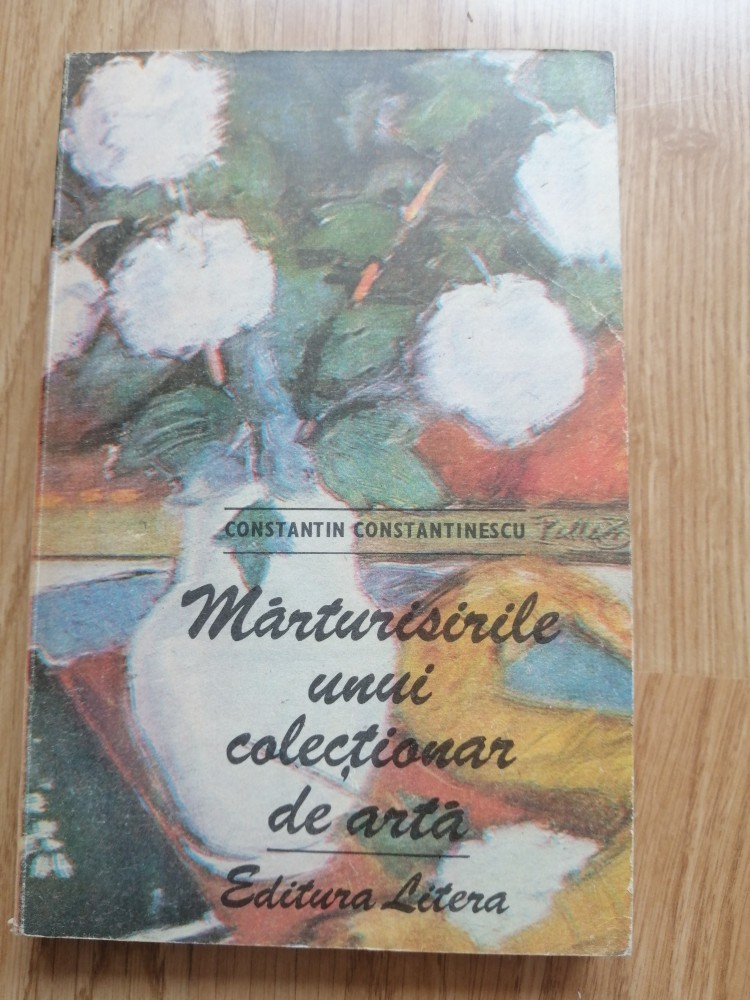 CONSTANTIN CONSTANTINESCU
Mărturisirile
unui
colecționar
de artă
Editura Litera